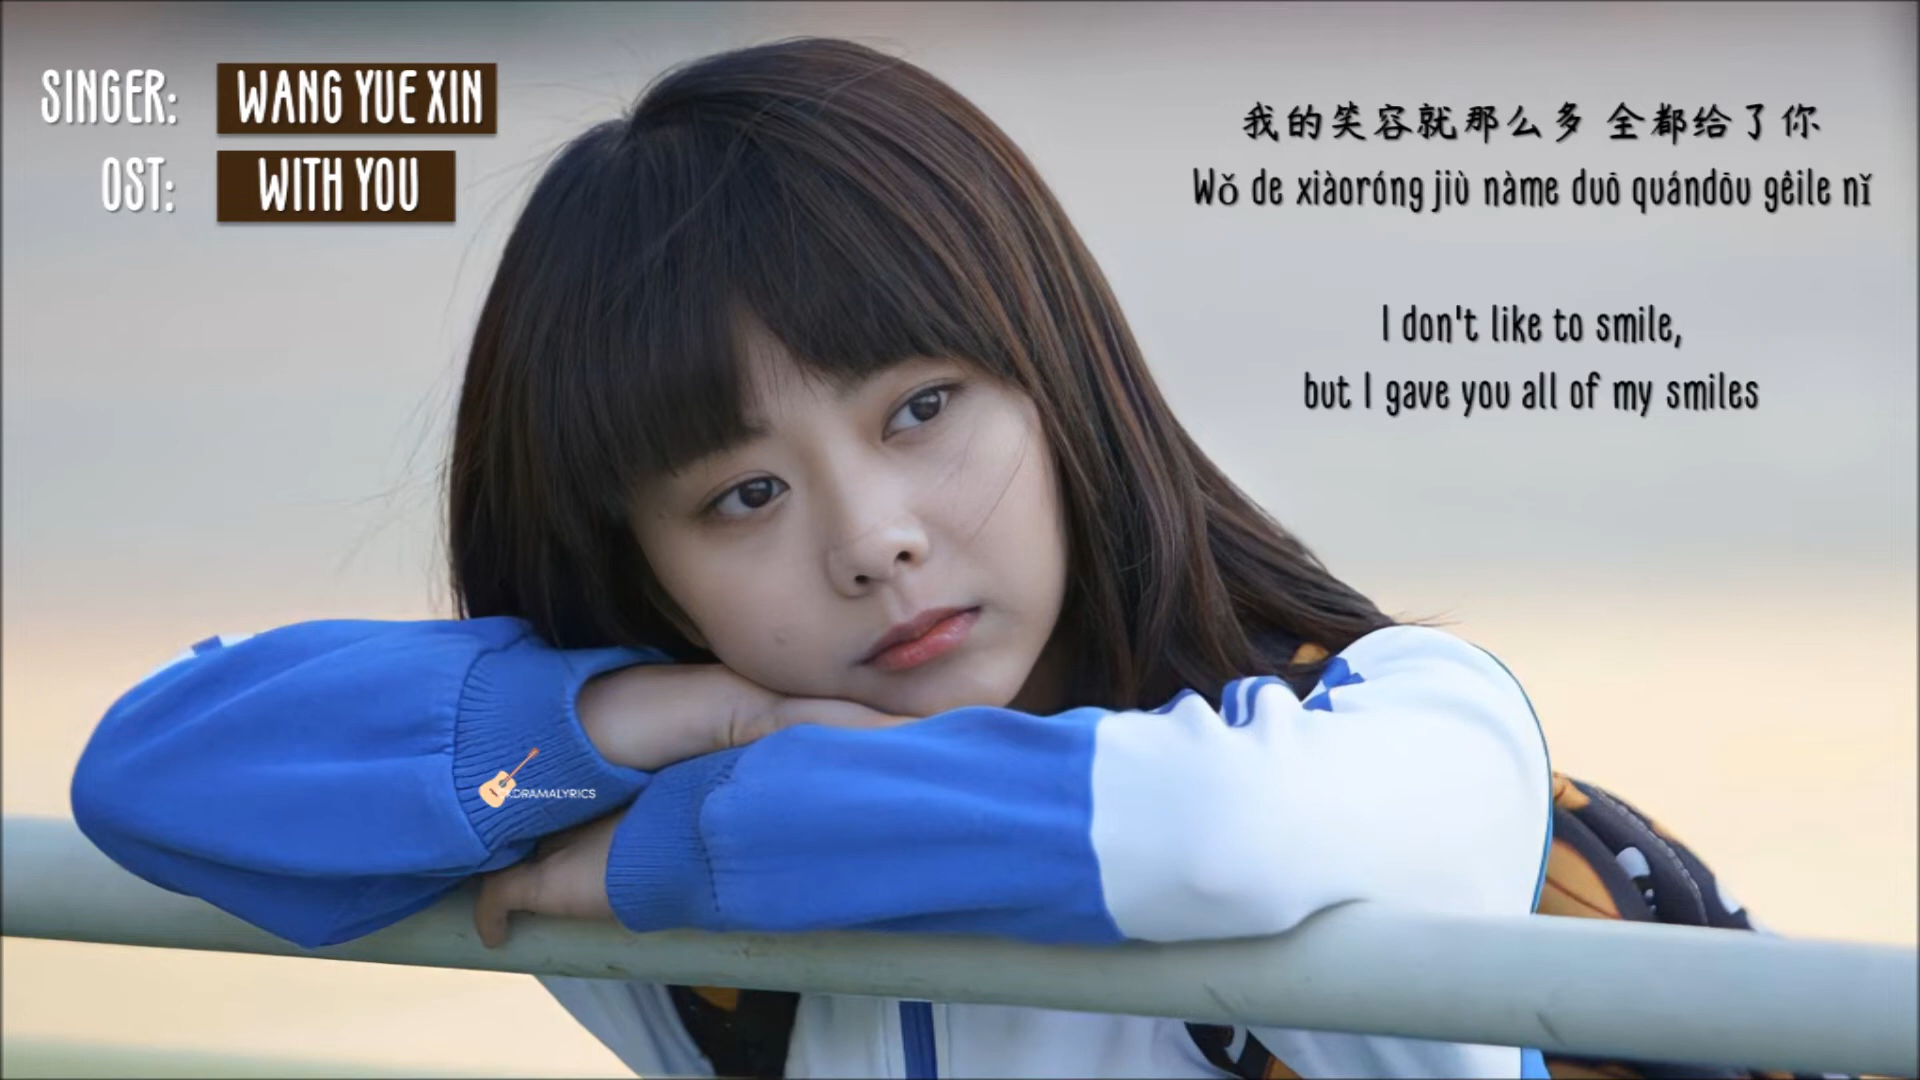 SINGER: WANG YUE XIN
OST: WITH YOU
我的笑容就那么多 全都给了你
Wǒ de xiàoróng jiù nàme duō quándōu gěile nǐ
I don't like to smile,
but I gave you all of my smiles
KDRAMALYRICS